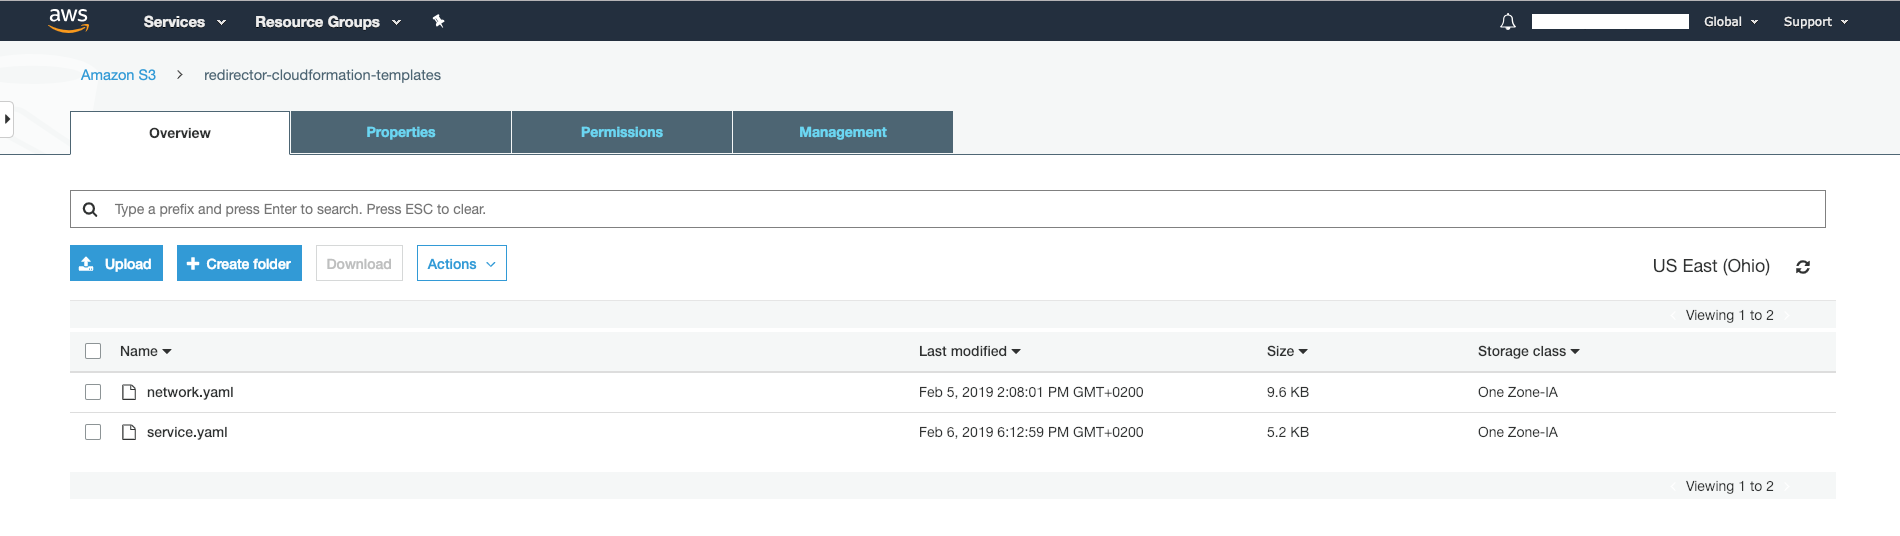 aws Services Resource Groups Global Support
Amazon S3 > redirector-cloudformation-templates
Overview Properties Permissions Management
Type a prefix and press Enter to search. Press ESC to clear.
Upload + Create folder Download Actions US East (Ohio)
Viewing 1 to 2
Name Last modified Size Storage class
network.yaml Feb 5, 2019 2:08:01 PM GMT+0200 9.6 KB One Zone-IA
service.yaml Feb 6, 2019 6:12:59 PM GMT+0200 5.2 KB One Zone-IA
Viewing 1 to 2